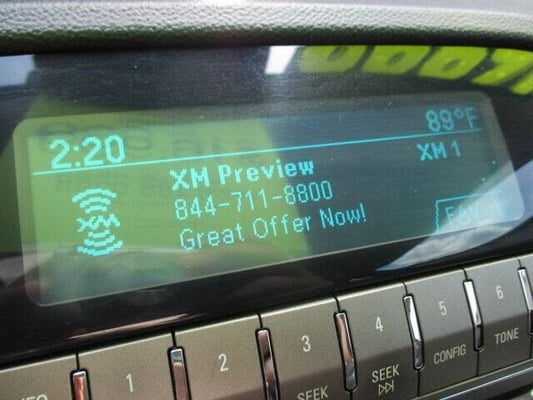 2:20 89°F
XM Preview XM 1
XM 844-711-8800
Great Offer Now!
1 2 3 4 5 6
SEEK SEEK CONFIG TONE